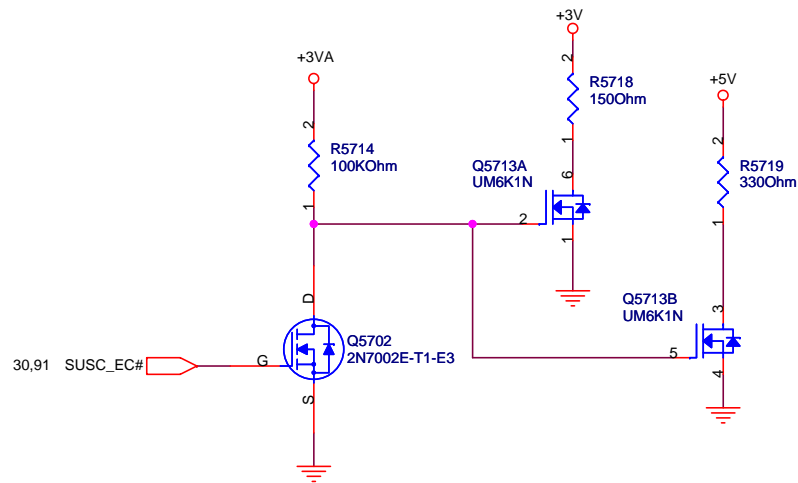 +3V
+3VA
2
R5718
150Ohm
+5V
1
2
R5714
100KOhm
2
R5719
330Ohm
Q5713A
UM6K1N
6
1
2
1
1
Q5713B
UM6K1N
3
D
Q5702
2N7002E-T1-E3
5
30,91 SUSC_EC#
G
4
S